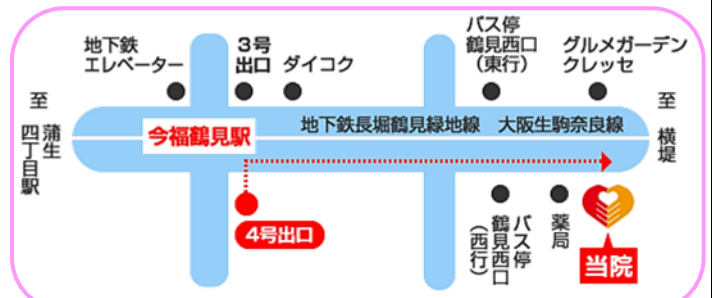 地下鉄
エレベーター
3号
出口
ダイコク
バス停
鶴見西口
(東行)
グルメガーデン
クレッセ
至
蒲生
四丁目駅
今福鶴見駅
地下鉄長堀鶴見緑地線
大阪生駒奈良線
至
横堤
4号出口
バス停
鶴見西口
(西行)
薬局
当院